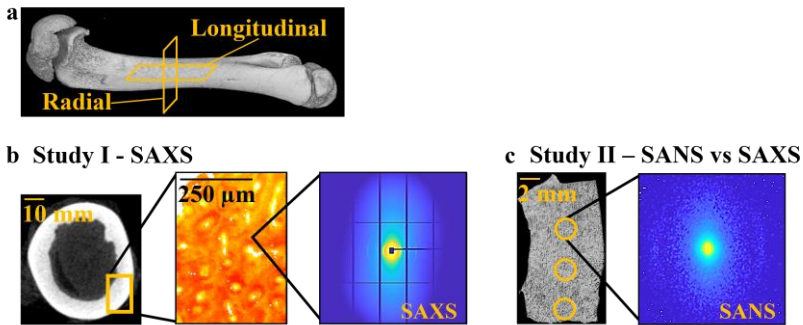 a
Longitudinal
Radial
b Study I - SAXS
10 mm
250 µm
SAXS
c Study II – SANS vs SAXS
2 mm
SANS